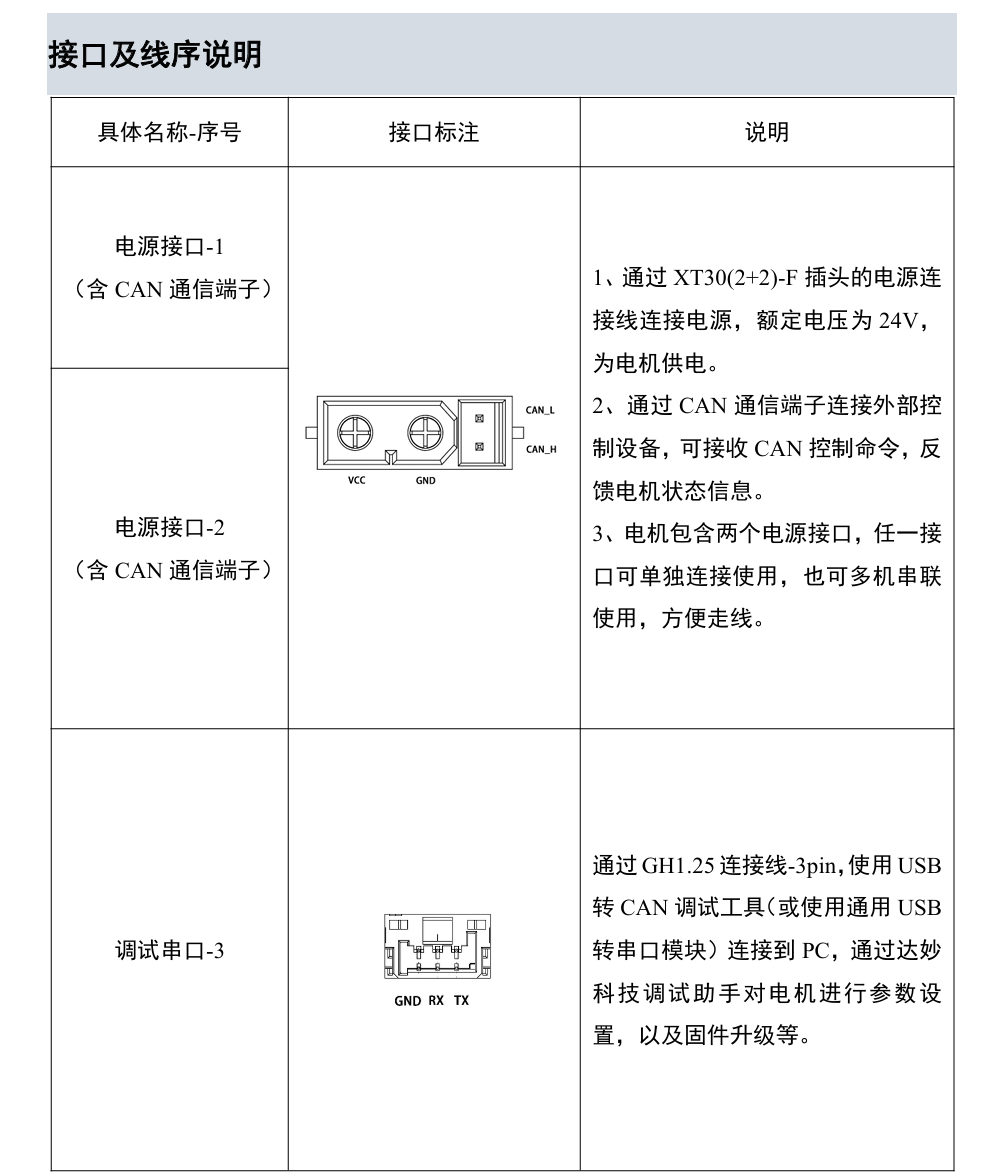 接口及线序说明
具体名称-序号
接口标注
说明
电源接口-1
（含 CAN 通信端子）
电源接口-2
（含 CAN 通信端子）
CAN_L
CAN_H
VCC
GND
1、通过 XT30(2+2)-F 插头的电源连
接线连接电源，额定电压为 24V，
为电机供电。
2、通过 CAN 通信端子连接外部控
制设备，可接收 CAN 控制命令，反
馈电机状态信息。
3、电机包含两个电源接口，任一接
口可单独连接使用，也可多机串联
使用，方便走线。
调试串口-3
GND RX TX
通过 GH1.25 连接线-3pin，使用 USB
转 CAN 调试工具（或使用通用 USB
转串口模块）连接到 PC，通过达妙
科技调试助手对电机进行参数设
置，以及固件升级等。